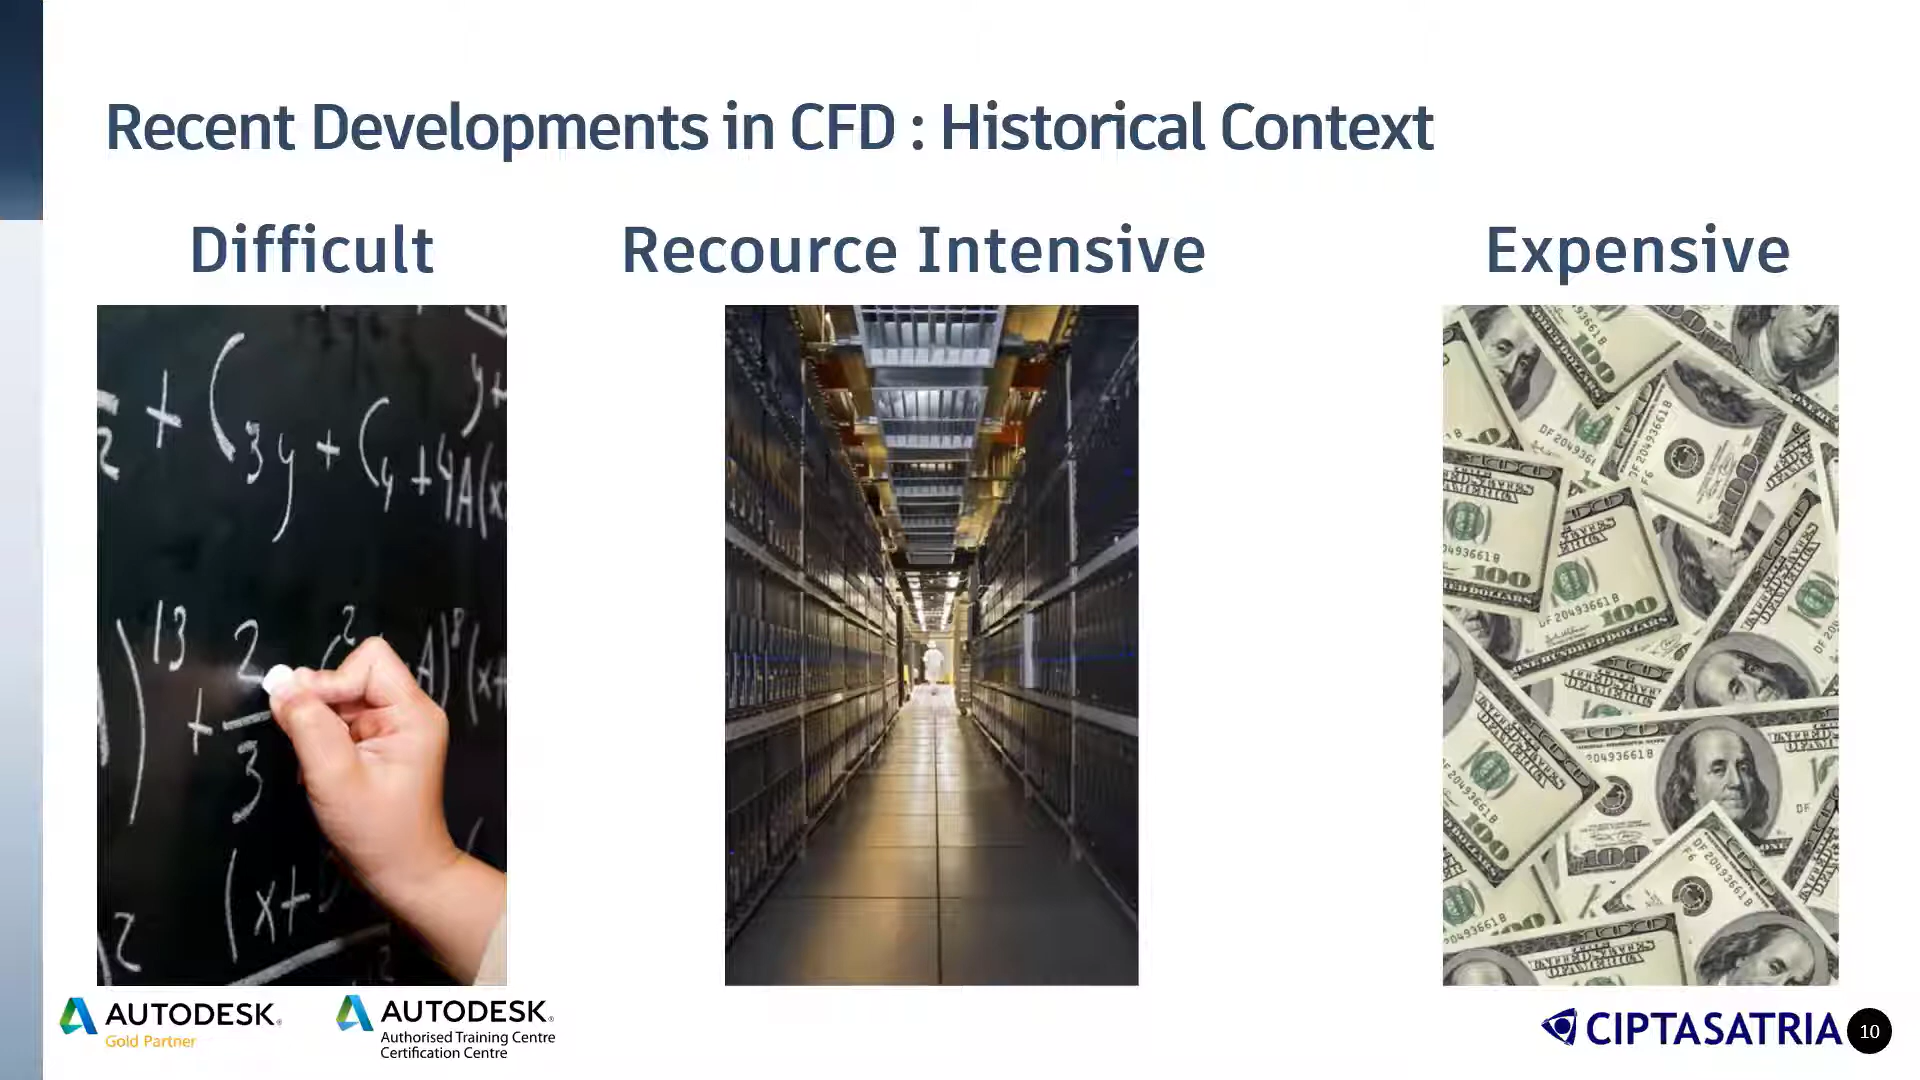 Recent Developments in CFD : Historical Context
Difficult
Recource Intensive
Expensive
AUTODESK.
Gold Partner
AUTODESK.
Authorised Training Centre
Certification Centre
CIPTASATRIA
10